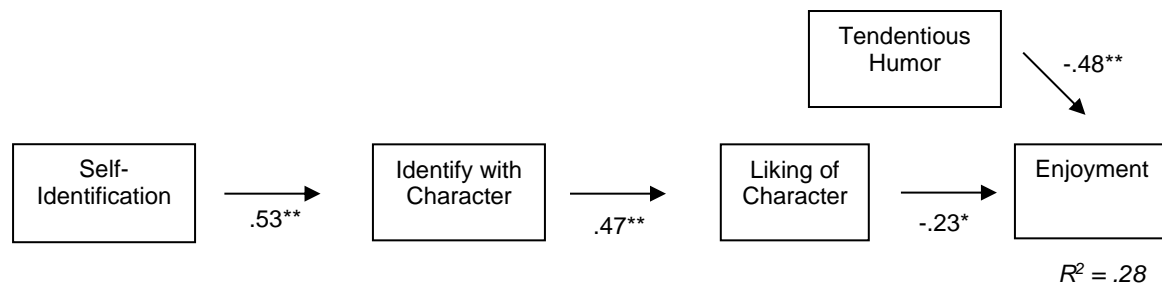 Tendentious
Humor
-.48**
Self-
Identification
.53**
Identify with
Character
.47**
Liking of
Character
-.23*
Enjoyment
R² = .28